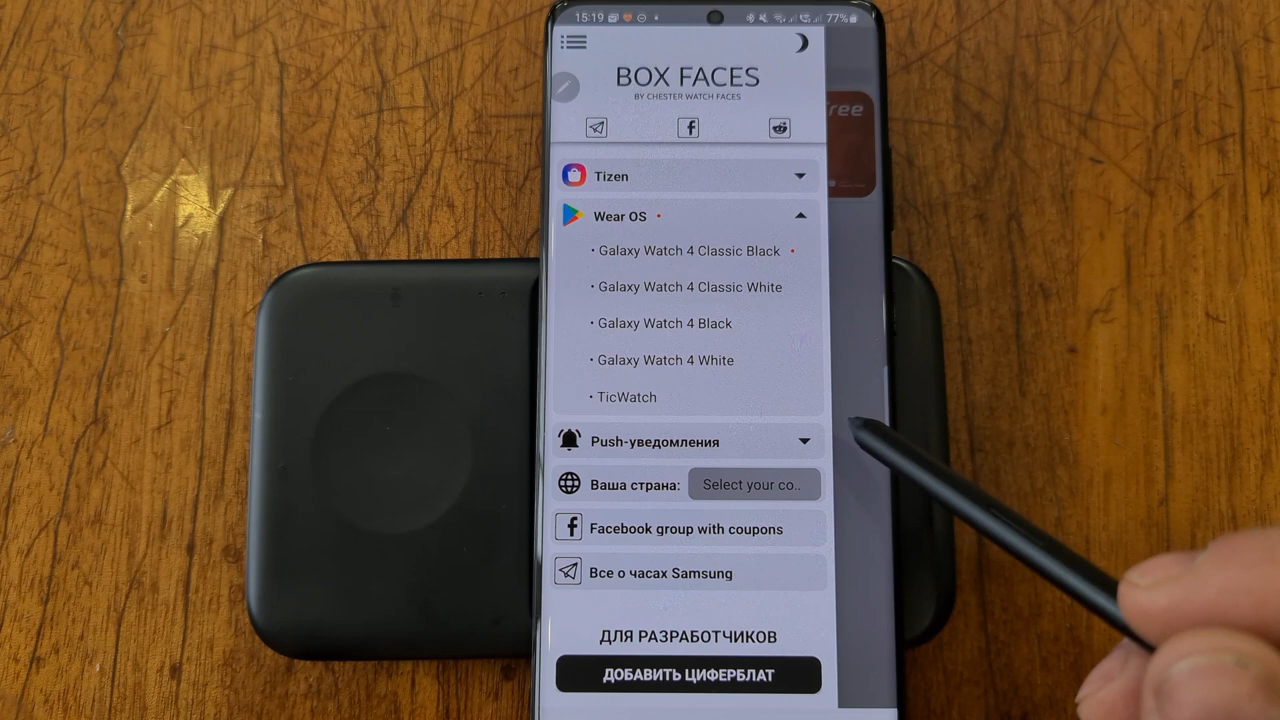 15:19 77%
BOX FACES
BY CHESTER WATCH FACES
free
Tizen
Wear OS
• Galaxy Watch 4 Classic Black
• Galaxy Watch 4 Classic White
• Galaxy Watch 4 Black
• Galaxy Watch 4 White
• TicWatch
Push-уведомления
Ваша страна: Select your co..
Facebook group with coupons
Все о часах Samsung
ДЛЯ РАЗРАБОТЧИКОВ
ДОБАВИТЬ ЦИФЕРБЛАТ